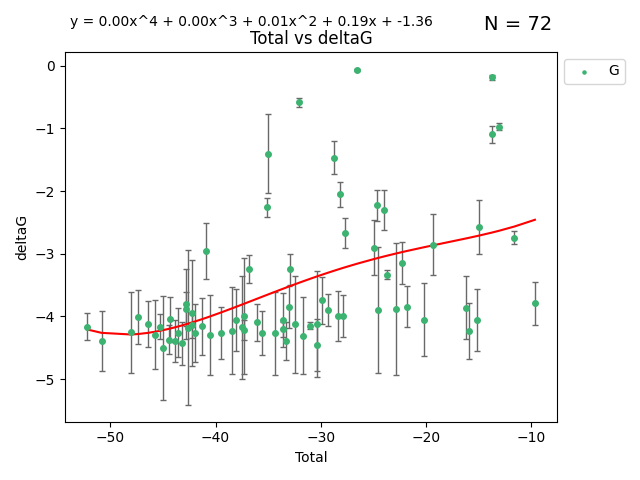 y = 0.00x^4 + 0.00x^3 + 0.01x^2 + 0.19x + -1.36
N = 72
Total vs deltaG
G
deltaG
0
−1
−2
−3
−4
−5
−50
−40
−30
−20
−10
Total